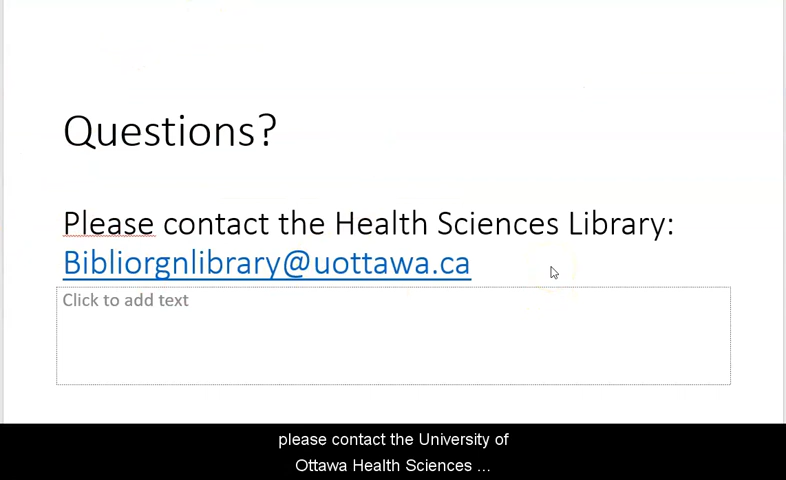 Questions?
Please contact the Health Sciences Library:
Bibliorgnlibrary@uottawa.ca
Click to add text
please contact the University of
Ottawa Health Sciences ...